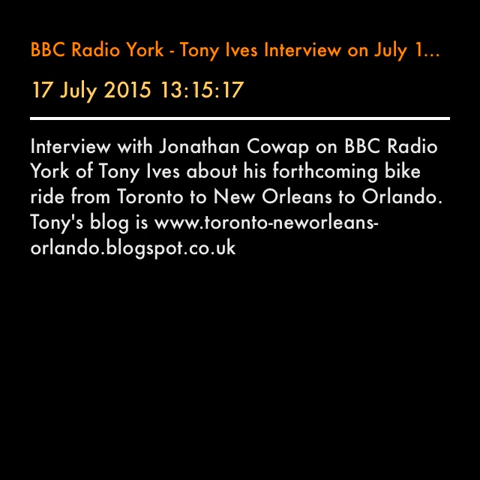 BBC Radio York - Tony Ives Interview on July 1...
17 July 2015 13:15:17
Interview with Jonathan Cowap on BBC Radio
York of Tony Ives about his forthcoming bike
ride from Toronto to New Orleans to Orlando.
Tony's blog is www.toronto-neworleans-
orlando.blogspot.co.uk